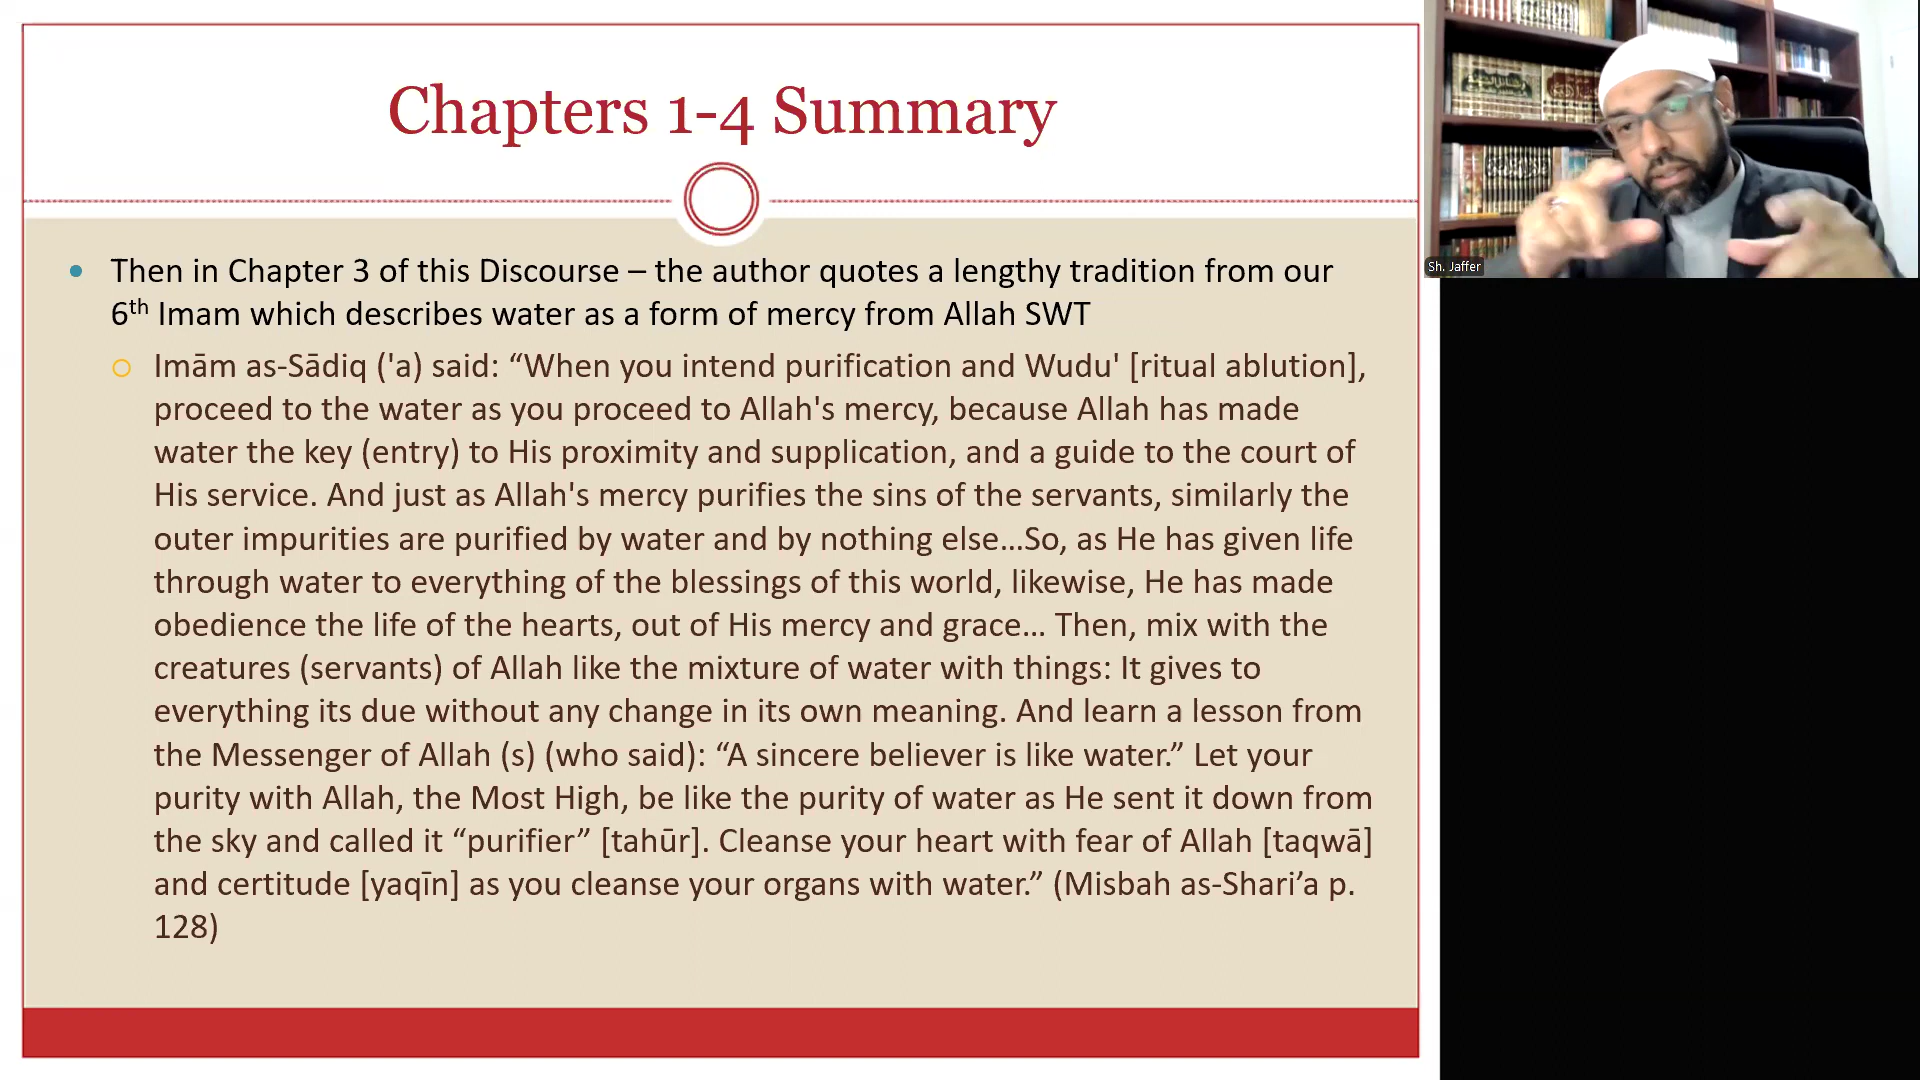 Chapters 1-4 Summary
Then in Chapter 3 of this Discourse – the author quotes a lengthy tradition from our
6th Imam which describes water as a form of mercy from Allah SWT
Imām as-Sādiq ('a) said: “When you intend purification and Wudu' [ritual ablution],
proceed to the water as you proceed to Allah's mercy, because Allah has made
water the key (entry) to His proximity and supplication, and a guide to the court of
His service. And just as Allah's mercy purifies the sins of the servants, similarly the
outer impurities are purified by water and by nothing else…So, as He has given life
through water to everything of the blessings of this world, likewise, He has made
obedience the life of the hearts, out of His mercy and grace… Then, mix with the
creatures (servants) of Allah like the mixture of water with things: It gives to
everything its due without any change in its own meaning. And learn a lesson from
the Messenger of Allah (s) (who said): “A sincere believer is like water.” Let your
purity with Allah, the Most High, be like the purity of water as He sent it down from
the sky and called it “purifier” [tahūr]. Cleanse your heart with fear of Allah [taqwā]
and certitude [yaqīn] as you cleanse your organs with water.” (Misbah as-Shari’a p.
128)
Sh. Jaffer